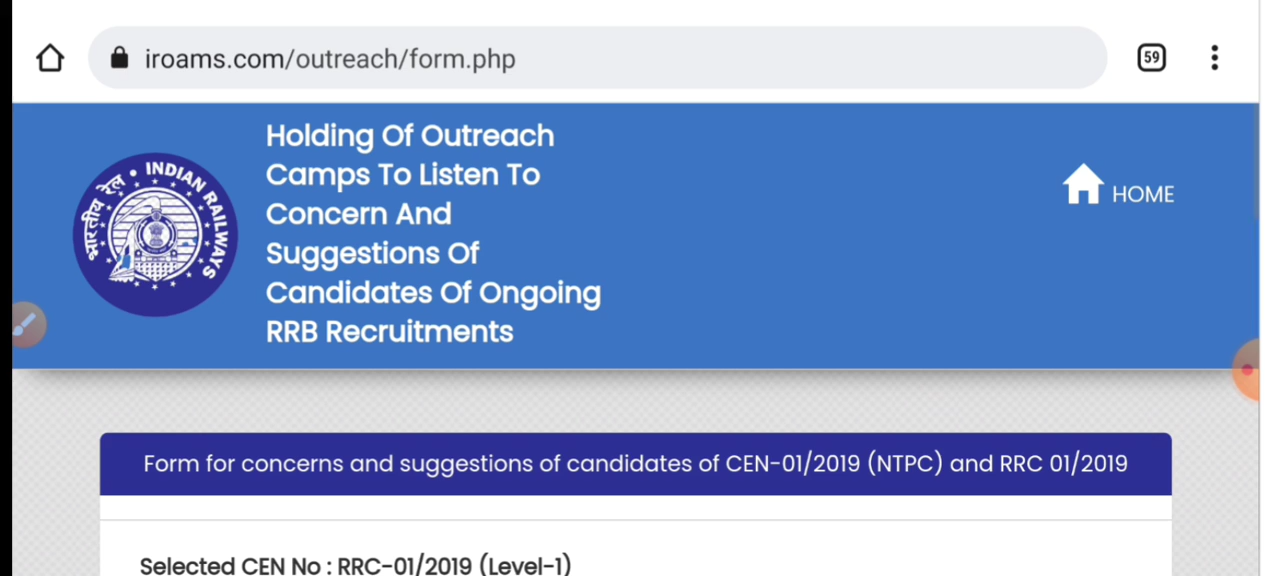 iroams.com/outreach/form.php
59
Holding Of Outreach
Camps To Listen To
Concern And
Suggestions Of
Candidates Of Ongoing
RRB Recruitments
भारतीय रेल • INDIAN RAILWAYS
HOME
Form for concerns and suggestions of candidates of CEN-01/2019 (NTPC) and RRC 01/2019
Selected CEN No : RRC-01/2019 (Level-1)